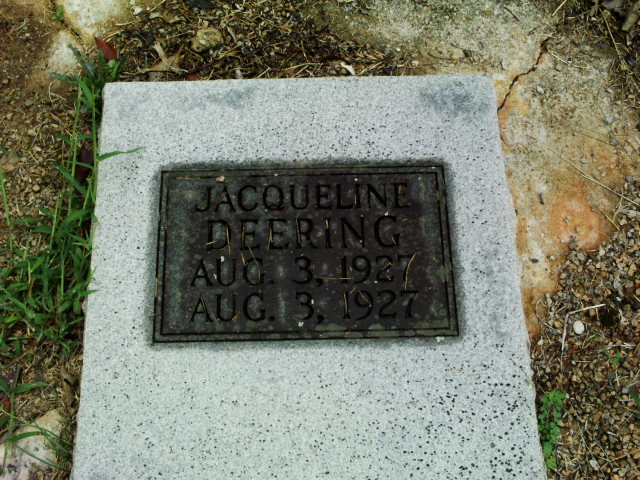 JACQUELINE
DEERING
AUG. 3, 1927
AUG. 3, 1927